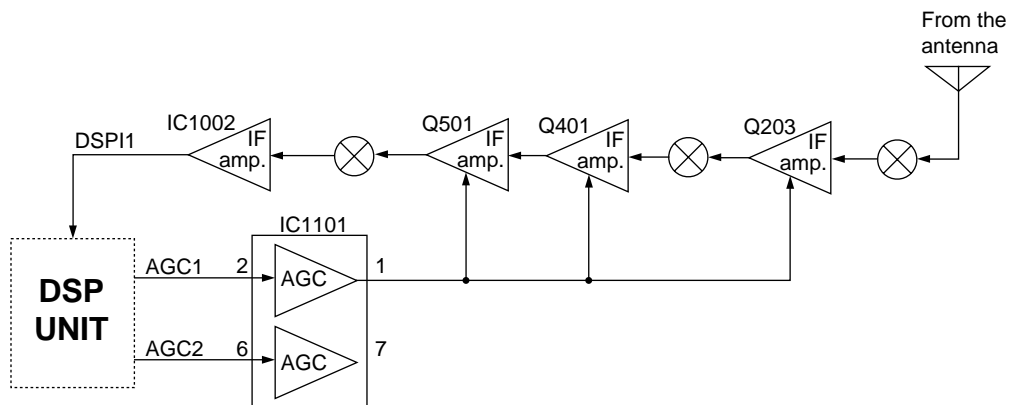 From the
antenna
IC1002
Q501
Q401
Q203
DSPI1
IF
amp.
IF
amp.
IF
amp.
IF
amp.
IC1101
DSP
UNIT
AGC1
2
AGC
1
AGC2
6
AGC
7